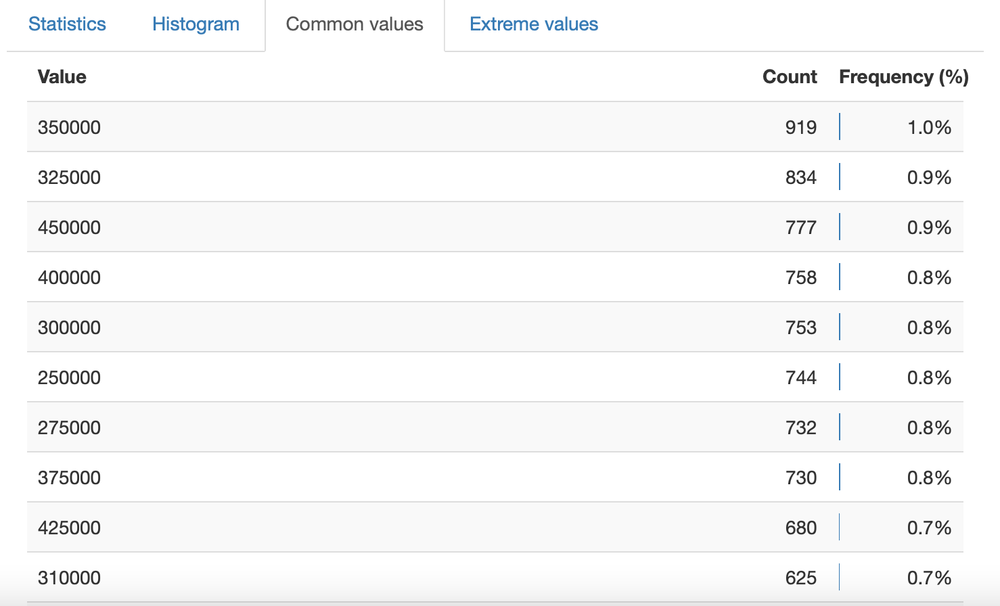 Statistics Histogram Common values Extreme values
Value Count Frequency (%)
350000 919 1.0%
325000 834 0.9%
450000 777 0.9%
400000 758 0.8%
300000 753 0.8%
250000 744 0.8%
275000 732 0.8%
375000 730 0.8%
425000 680 0.7%
310000 625 0.7%